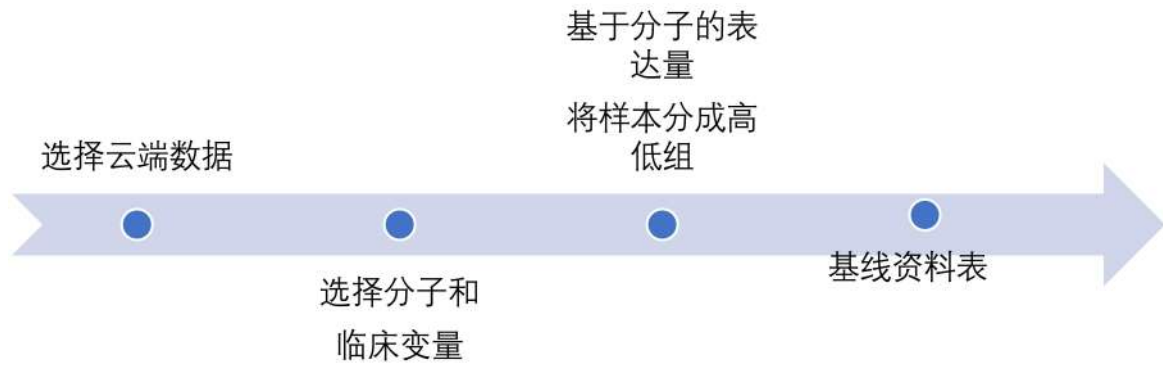 选择云端数据
选择分子和
临床变量
基于分子的表
达量
将样本分成高
低组
基线资料表